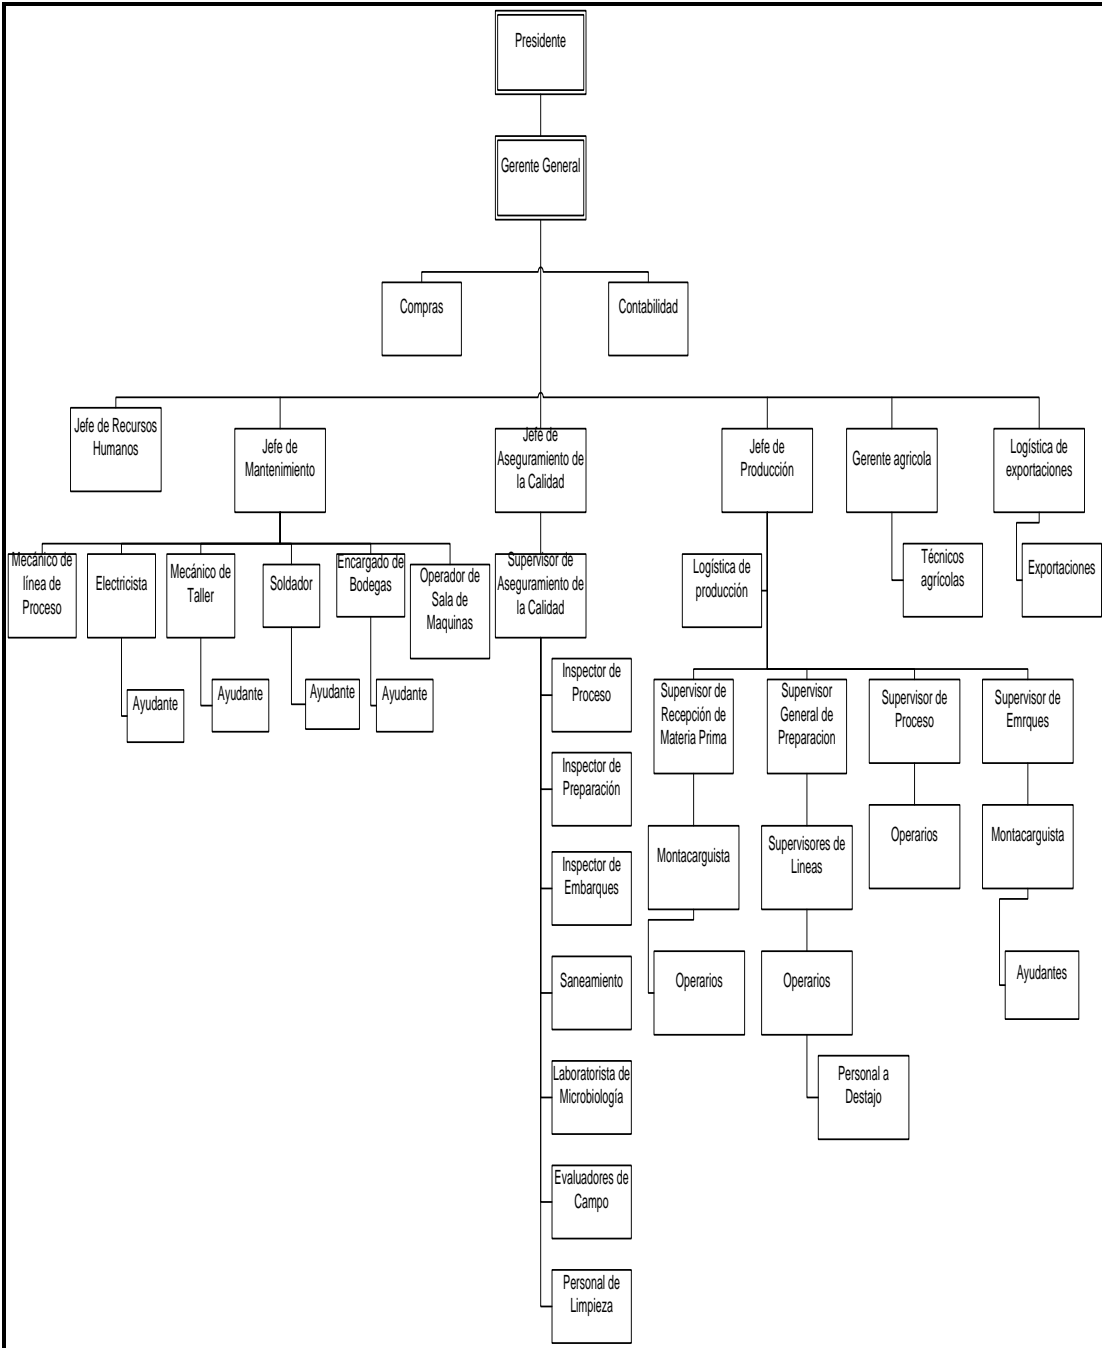 Presidente
Gerente General
Compras
Contabilidad
Jefe de Recursos
Humanos
Jefe de
Mantenimiento
Jefe de
Aseguramiento de
la Calidad
Jefe de
Producción
Gerente agricola
Logística de
exportaciones
Mecánico de
línea de
Proceso
Electricista
Mecánico de
Taller
Soldador
Encargado de
Bodegas
Operador de
Sala de
Maquinas
Supervisor de
Aseguramiento de
la Calidad
Logística de
producción
Técnicos
agrícolas
Exportaciones
Ayudante
Ayudante
Ayudante
Ayudante
Inspector de
Proceso
Supervisor de
Recepción de
Materia Prima
Supervisor
General de
Preparacion
Supervisor de
Proceso
Supervisor de
Emrques
Inspector de
Preparación
Montacarguista
Supervisores de
Lineas
Operarios
Montacarguista
Inspector de
Embarques
Saneamiento
Operarios
Operarios
Ayudantes
Laboratorista de
Microbiología
Personal a
Destajo
Evaluadores de
Campo
Personal de
Limpieza